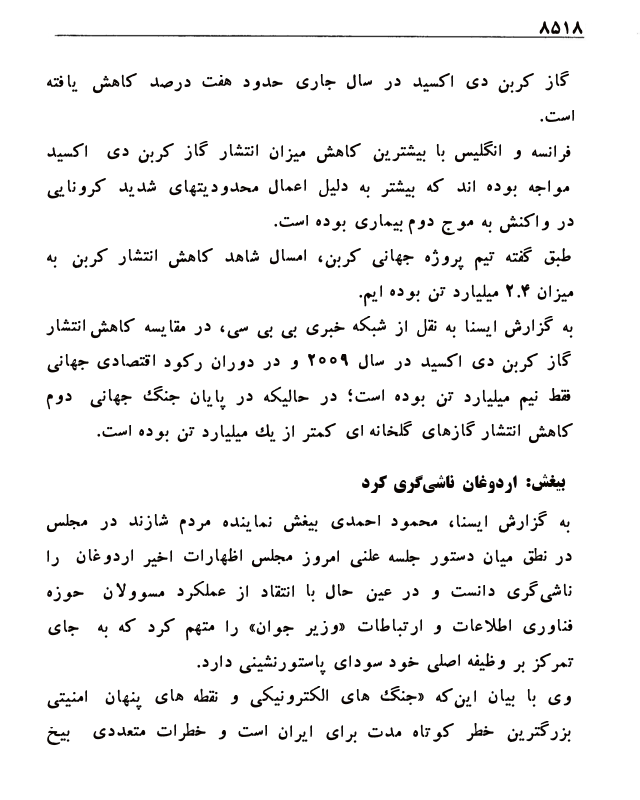 ۸۵۱۸
گاز کربن دی اکسید در سال جاری حدود هفت درصد کاهش یافته
است.
فرانسه و انگلیس با بیشترین کاهش میزان انتشار گاز کربن دی اکسید
مواجه بوده اند که بیشتر به دلیل اعمال محدودیتهای شدید کرونایی
در واکنش به موج دوم بیماری بوده است.
طبق گفته تیم پروژه جهانی کربن، امسال شاهد کاهش انتشار کربن به
میزان ۲.۴ میلیارد تن بوده ایم.
به گزارش ایسنا به نقل از شبکه خبری بی بی سی، در مقایسه کاهش انتشار
گاز کربن دی اکسید در سال ۲۰۰۹ و در دوران رکود اقتصادی جهانی
فقط نیم میلیارد تن بوده است؛ در حالیکه در پایان جنگ جهانی دوم
کاهش انتشار گازهای گلخانه ای کمتر از یک میلیارد تن بوده است.
بیغش: اردوغان ناشی‌گری کرد
به گزارش ایسنا، محمود احمدی بیغش نماینده مردم شازند در مجلس
در نطق میان دستور جلسه علنی امروز مجلس اظهارات اخیر اردوغان را
ناشی‌گری دانست و در عین حال با انتقاد از عملکرد مسوولان حوزه
فناوری اطلاعات و ارتباطات «وزیر جوان» را متهم کرد که به جای
تمرکز بر وظیفه اصلی خود سودای پاستورنشینی دارد.
وی با بیان این‌که «جنگ های الکترونیکی و نقطه های پنهان امنیتی
بزرگترین خطر کوتاه مدت برای ایران است و خطرات متعددی بیخ